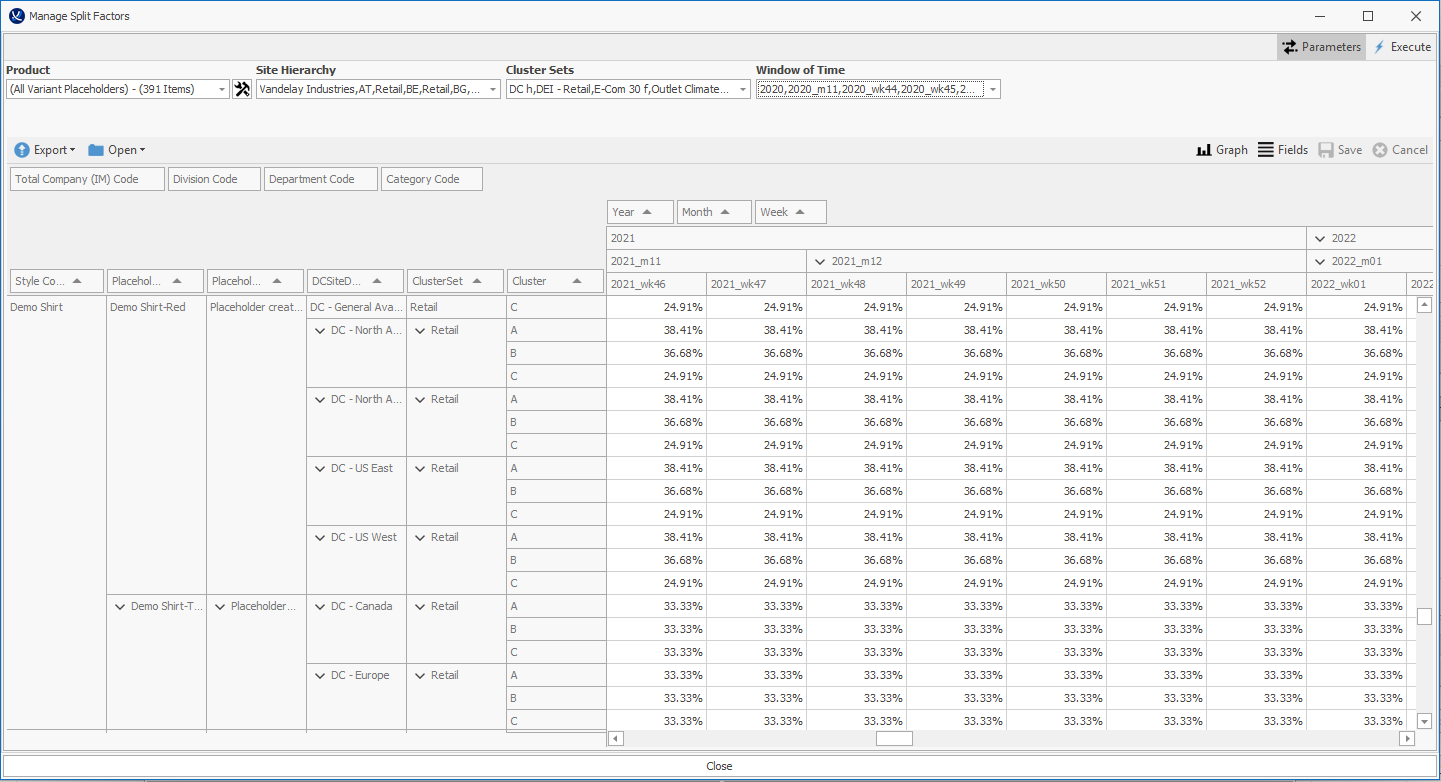 Manage Split Factors
Parameters Execute
Product Site Hierarchy Cluster Sets Window of Time
(All Variant Placeholders) - (391 Items) Vandelay Industries,AT,Retail,BE,Retail,BG,... DC h,DEI - Retail,E-Com 30 f,Outlet Climate... 2020,2020_m11,2020_wk44,2020_wk45,2...
Export Open Graph Fields Save Cancel
Total Company (IM) Code Division Code Department Code Category Code
Year Month Week
2021 2022
2021_m11 2021_m12 2022_m01
Style Co... Placehol... Placehol... DCSiteD... ClusterSet Cluster 2021_wk46 2021_wk47 2021_wk48 2021_wk49 2021_wk50 2021_wk51 2021_wk52 2022_wk01 2022
Demo Shirt Demo Shirt-Red Placeholder creat... DC - General Ava... Retail C 24.91% 24.91% 24.91% 24.91% 24.91% 24.91% 24.91% 24.91%
DC - North A... Retail A 38.41% 38.41% 38.41% 38.41% 38.41% 38.41% 38.41% 38.41%
B 36.68% 36.68% 36.68% 36.68% 36.68% 36.68% 36.68% 36.68%
C 24.91% 24.91% 24.91% 24.91% 24.91% 24.91% 24.91% 24.91%
DC - North A... Retail A 38.41% 38.41% 38.41% 38.41% 38.41% 38.41% 38.41% 38.41%
B 36.68% 36.68% 36.68% 36.68% 36.68% 36.68% 36.68% 36.68%
C 24.91% 24.91% 24.91% 24.91% 24.91% 24.91% 24.91% 24.91%
DC - US East Retail A 38.41% 38.41% 38.41% 38.41% 38.41% 38.41% 38.41% 38.41%
B 36.68% 36.68% 36.68% 36.68% 36.68% 36.68% 36.68% 36.68%
C 24.91% 24.91% 24.91% 24.91% 24.91% 24.91% 24.91% 24.91%
DC - US West Retail A 38.41% 38.41% 38.41% 38.41% 38.41% 38.41% 38.41% 38.41%
B 36.68% 36.68% 36.68% 36.68% 36.68% 36.68% 36.68% 36.68%
C 24.91% 24.91% 24.91% 24.91% 24.91% 24.91% 24.91% 24.91%
Demo Shirt-T... Placeholder... DC - Canada Retail A 33.33% 33.33% 33.33% 33.33% 33.33% 33.33% 33.33% 33.33%
B 33.33% 33.33% 33.33% 33.33% 33.33% 33.33% 33.33% 33.33%
C 33.33% 33.33% 33.33% 33.33% 33.33% 33.33% 33.33% 33.33%
DC - Europe Retail A 33.33% 33.33% 33.33% 33.33% 33.33% 33.33% 33.33% 33.33%
B 33.33% 33.33% 33.33% 33.33% 33.33% 33.33% 33.33% 33.33%
C 33.33% 33.33% 33.33% 33.33% 33.33% 33.33% 33.33% 33.33%
Close